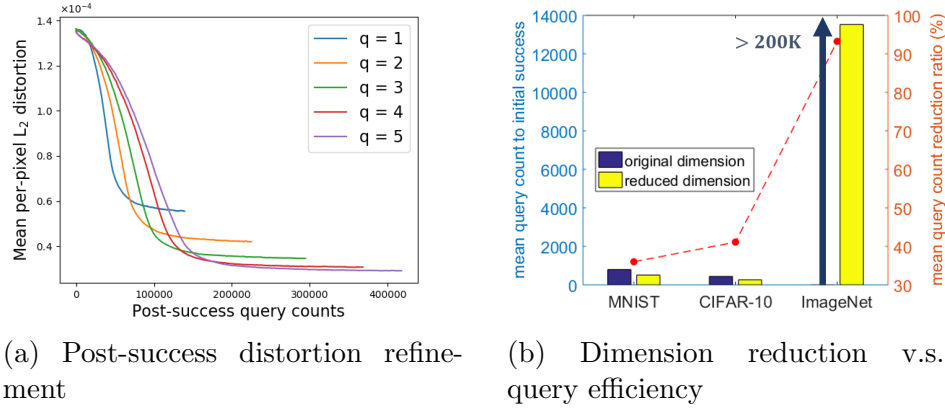 ×10⁻⁴
1.4
1.2
1.0
0.8
0.6
0.4
Mean per-pixel L₂ distortion
q = 1
q = 2
q = 3
q = 4
q = 5
0 100000 200000 300000 400000
Post-success query counts
14000
12000
10000
8000
6000
4000
2000
0
mean query count to initial success
> 200K
original dimension
reduced dimension
100
90
80
70
60
50
40
30
mean query count reduction ratio (%)
MNIST CIFAR-10 ImageNet
(a) Post-success distortion refine-
ment
(b) Dimension reduction v.s.
query efficiency